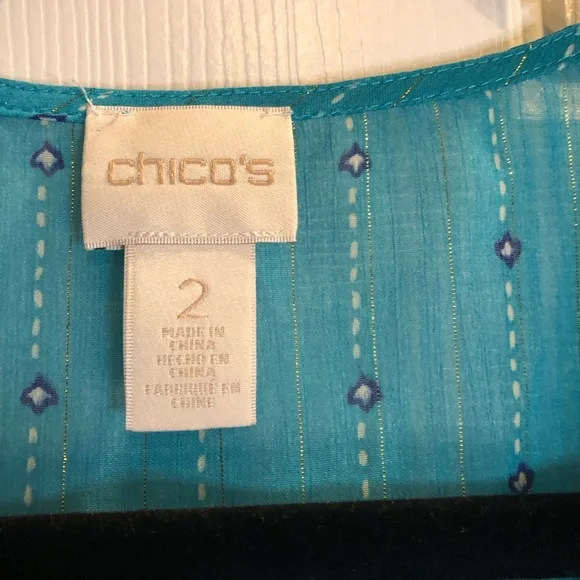 chico's
2
MADE IN
CHINA
HECHO EN
CHINA
FABRIQUÉ EN
CHINE